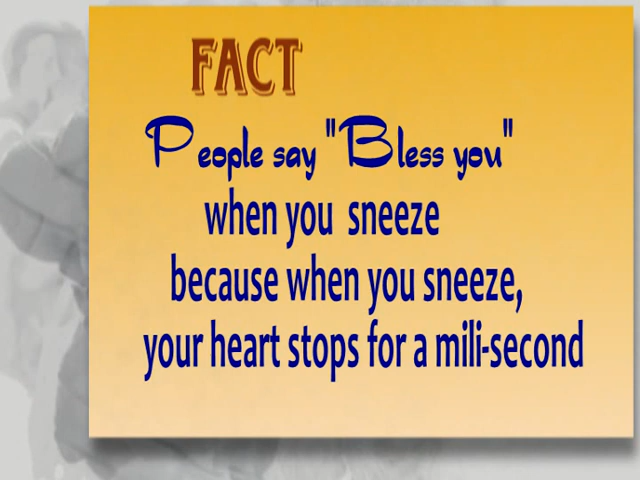 FACT
People say "Bless you"
when you sneeze
because when you sneeze,
your heart stops for a mili-second